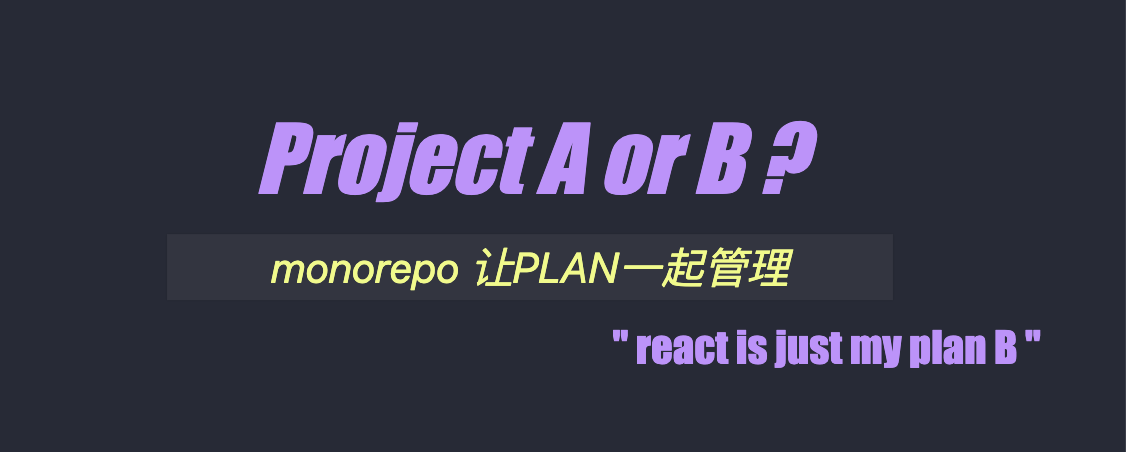 Project A or B ?
monorepo 让PLAN一起管理
" react is just my plan B "